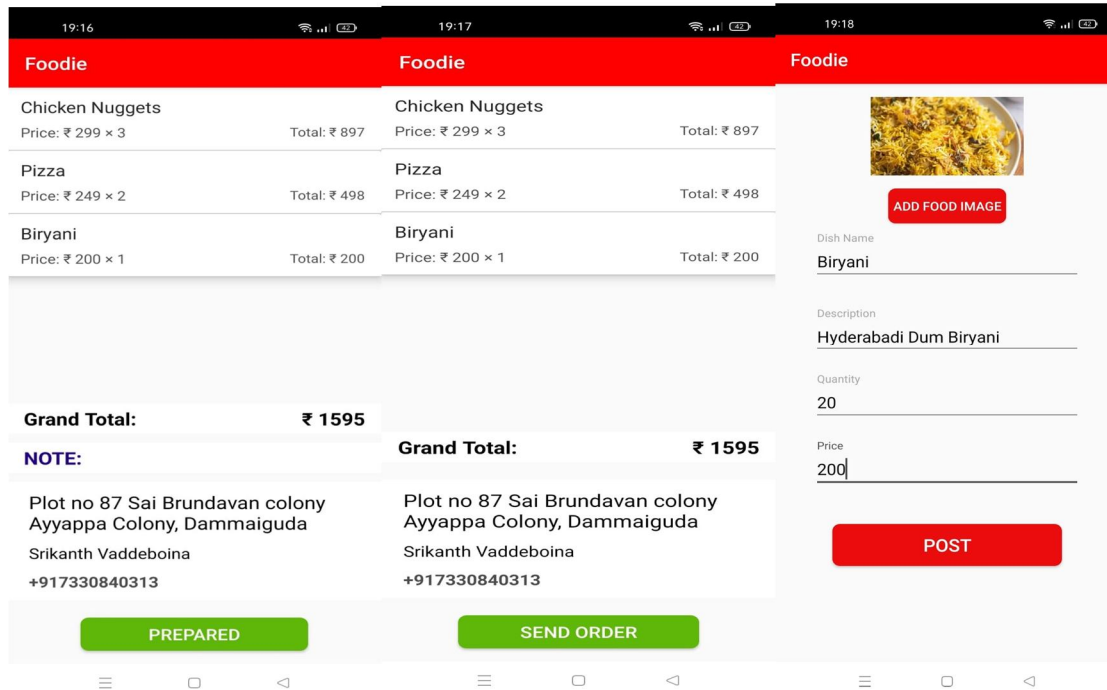 19:16
42
Foodie
Chicken Nuggets
Price: ₹ 299 × 3 Total: ₹ 897
Pizza
Price: ₹ 249 × 2 Total: ₹ 498
Biryani
Price: ₹ 200 × 1 Total: ₹ 200
Grand Total: ₹ 1595
NOTE:
Plot no 87 Sai Brundavan colony
Ayyappa Colony, Dammaiguda
Srikanth Vaddeboina
+917330840313
PREPARED
19:17
42
Foodie
Chicken Nuggets
Price: ₹ 299 × 3 Total: ₹ 897
Pizza
Price: ₹ 249 × 2 Total: ₹ 498
Biryani
Price: ₹ 200 × 1 Total: ₹ 200
Grand Total: ₹ 1595
Plot no 87 Sai Brundavan colony
Ayyappa Colony, Dammaiguda
Srikanth Vaddeboina
+917330840313
SEND ORDER
19:18
42
Foodie
ADD FOOD IMAGE
Dish Name
Biryani
Description
Hyderabadi Dum Biryani
Quantity
20
Price
200
POST